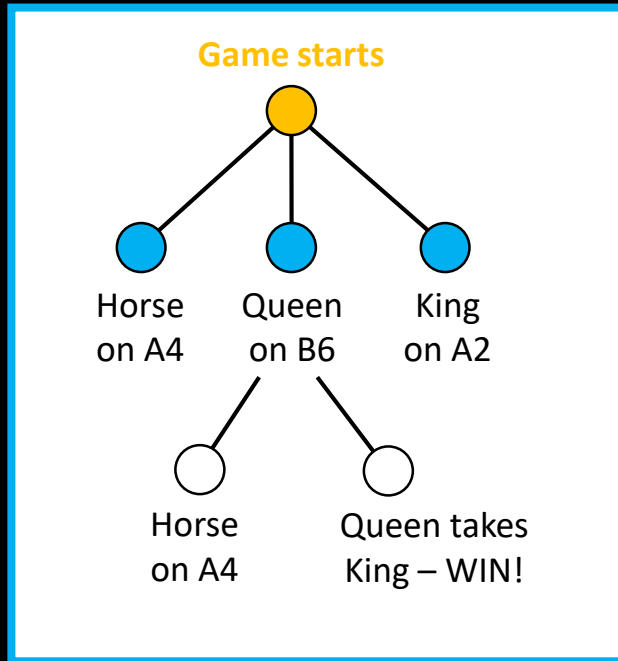 Game starts
Horse Queen King
on A4 on B6 on A2
Horse Queen takes
on A4 King – WIN!